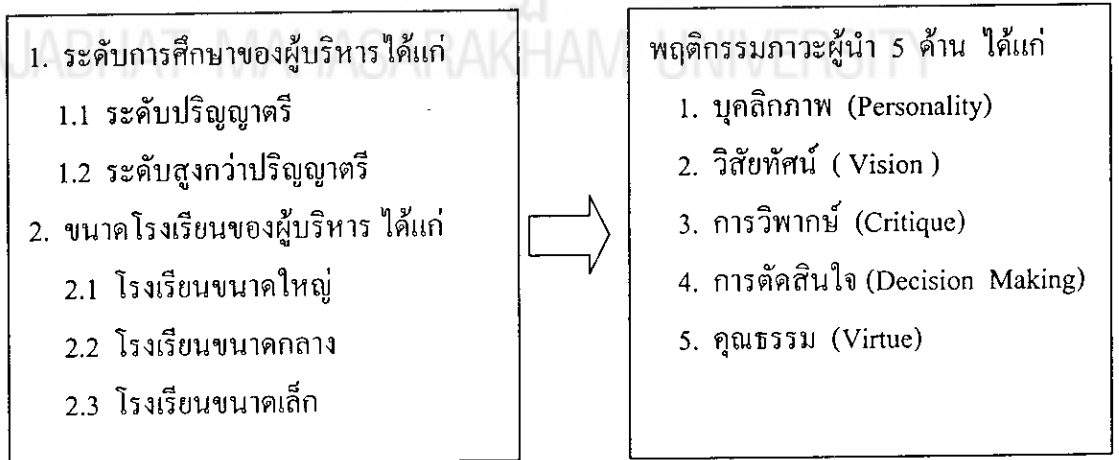 1. ระดับการศึกษาของผู้บริหาร ได้แก่
1.1 ระดับปริญญาตรี
1.2 ระดับสูงกว่าปริญญาตรี
2. ขนาดโรงเรียนของผู้บริหาร ได้แก่
2.1 โรงเรียนขนาดใหญ่
2.2 โรงเรียนขนาดกลาง
2.3 โรงเรียนขนาดเล็ก
พฤติกรรมภาวะผู้นำ 5 ด้าน ได้แก่
1. บุคลิกภาพ (Personality)
2. วิสัยทัศน์ ( Vision )
3. การวิพากษ์ (Critique)
4. การตัดสินใจ (Decision Making)
5. คุณธรรม (Virtue)